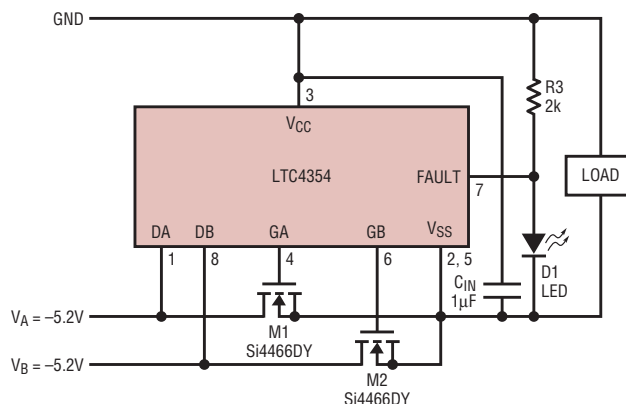 GND
3
VCC
R3
2k
LTC4354
FAULT
7
LOAD
DA
DB
GA
GB
VSS
1
8
4
6
2, 5
D1
LED
CIN
1µF
VA = –5.2V
M1
Si4466DY
VB = –5.2V
M2
Si4466DY